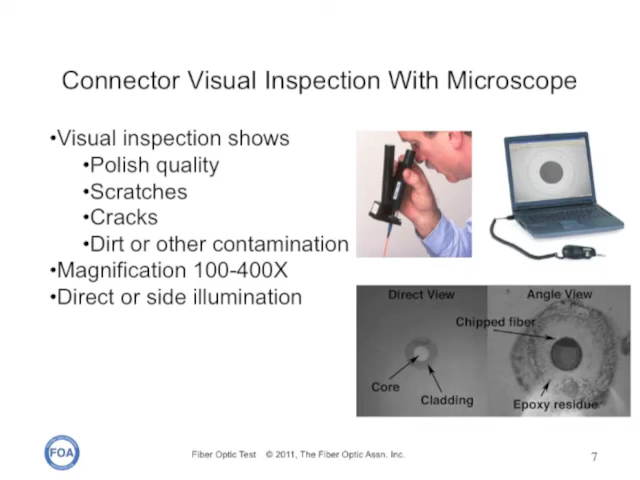 Connector Visual Inspection With Microscope
•Visual inspection shows
•Polish quality
•Scratches
•Cracks
•Dirt or other contamination
•Magnification 100-400X
•Direct or side illumination
Direct View
Angle View
Chipped fiber
Core
Cladding
Epoxy residue
FOA
Fiber Optic Test © 2011, The Fiber Optic Assn. Inc.
7